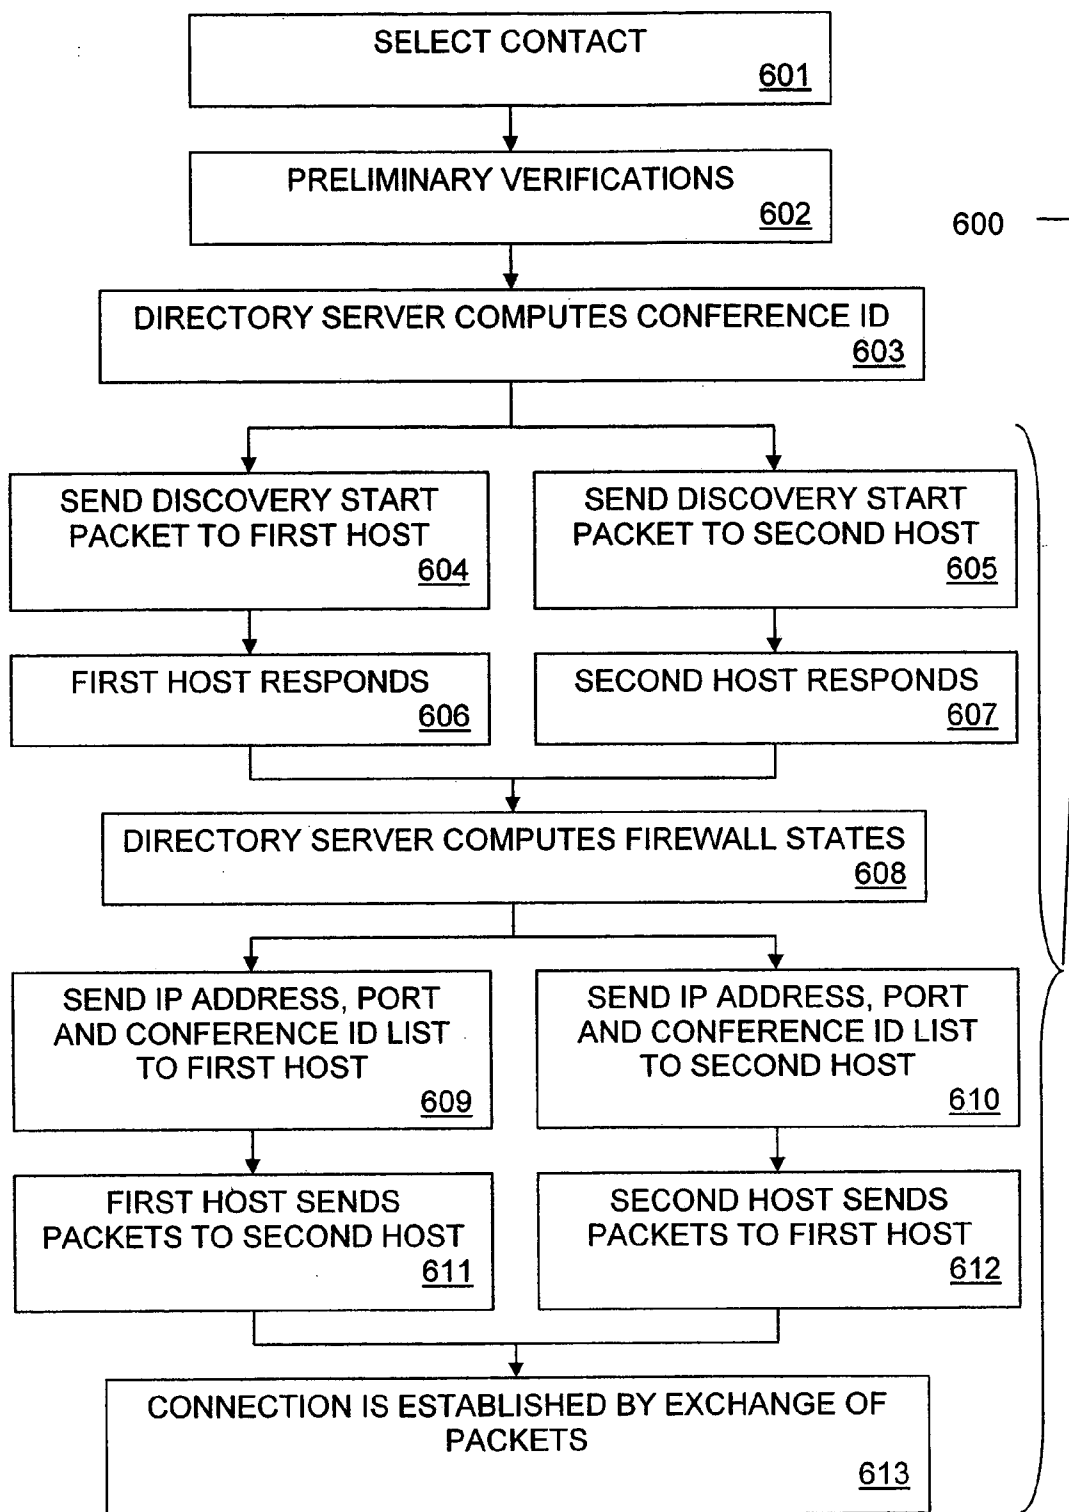 SELECT CONTACT
601
PRELIMINARY VERIFICATIONS
602
600
DIRECTORY SERVER COMPUTES CONFERENCE ID
603
SEND DISCOVERY START
PACKET TO FIRST HOST
604
SEND DISCOVERY START
PACKET TO SECOND HOST
605
FIRST HOST RESPONDS
606
SECOND HOST RESPONDS
607
DIRECTORY SERVER COMPUTES FIREWALL STATES
608
SEND IP ADDRESS, PORT
AND CONFERENCE ID LIST
TO FIRST HOST
609
SEND IP ADDRESS, PORT
AND CONFERENCE ID LIST
TO SECOND HOST
610
FIRST HOST SENDS
PACKETS TO SECOND HOST
611
SECOND HOST SENDS
PACKETS TO FIRST HOST
612
CONNECTION IS ESTABLISHED BY EXCHANGE OF
PACKETS
613